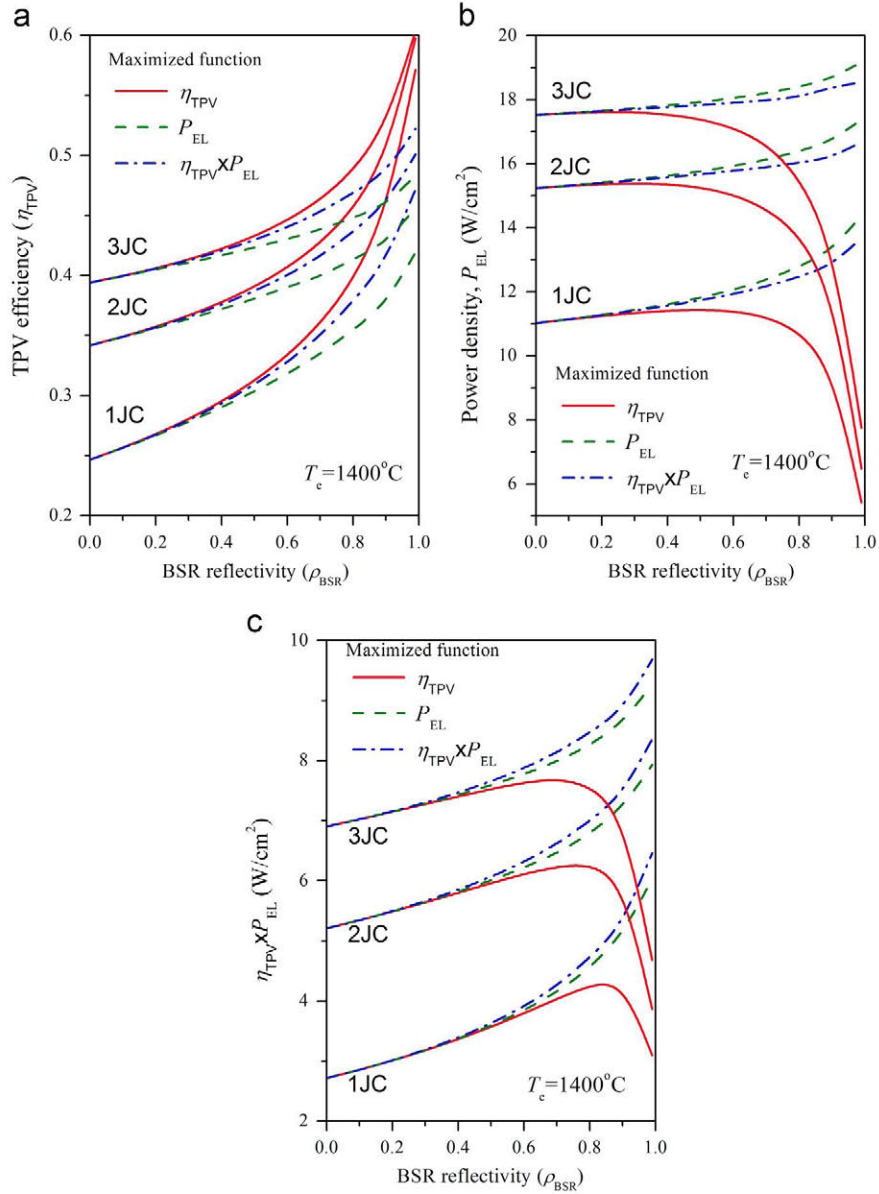 a
0.6
0.5
0.4
0.3
0.2
TPV efficiency (ηTPV)
Maximized function
ηTPV
PEL
ηTPVXPEL
3JC
2JC
1JC
Te=1400°C
0.0 0.2 0.4 0.6 0.8 1.0
BSR reflectivity (ρBSR)
b
20
18
16
14
12
10
8
6
Power density, PEL (W/cm²)
3JC
2JC
1JC
Maximized function
ηTPV
PEL
ηTPVXPEL
Te=1400°C
0.0 0.2 0.4 0.6 0.8 1.0
BSR reflectivity (ρBSR)
c
10
8
6
4
2
ηTPVXPEL (W/cm²)
Maximized function
ηTPV
PEL
ηTPVXPEL
3JC
2JC
1JC
Te=1400°C
0.0 0.2 0.4 0.6 0.8 1.0
BSR reflectivity (ρBSR)